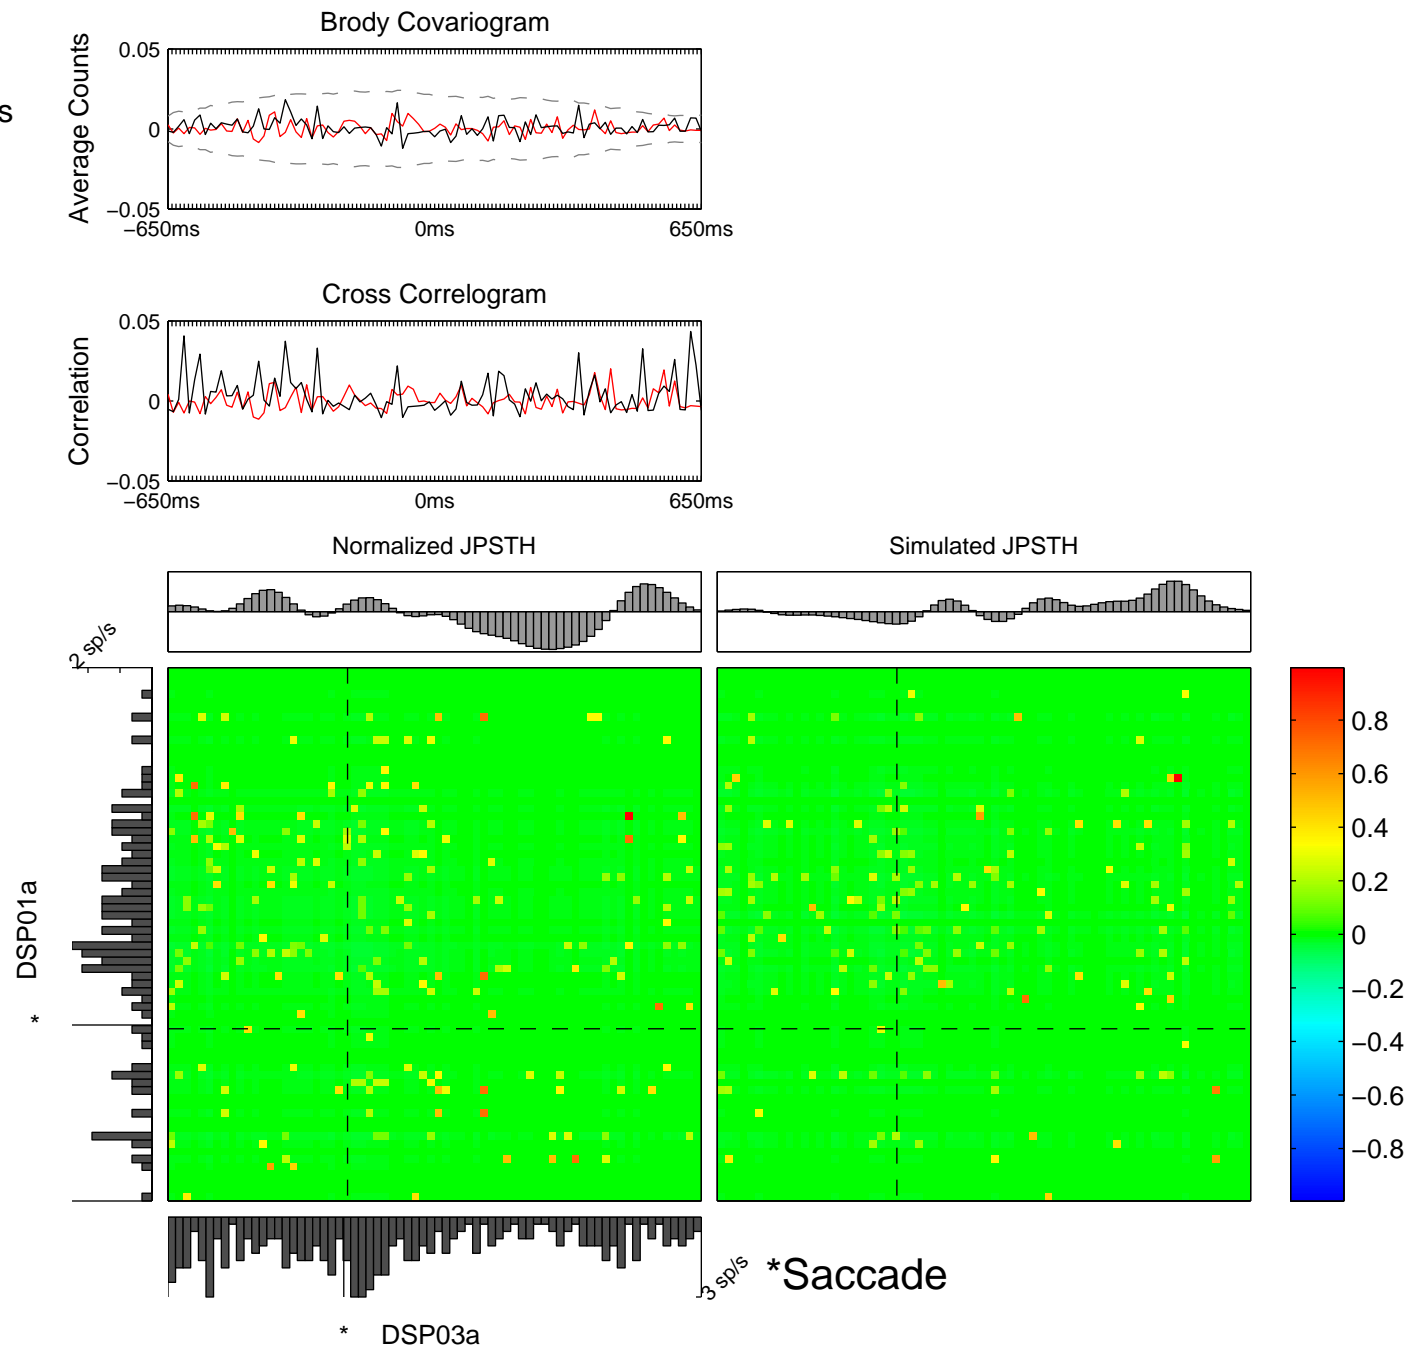 Brody Covariogram
s
Average Counts
0.05
0
−0.05
−650ms
0ms
650ms
Cross Correlogram
Correlation
0.05
0
−0.05
−650ms
0ms
650ms
Normalized JPSTH
Simulated JPSTH
2 sp/s
* DSP01a
0.8
0.6
0.4
0.2
0
−0.2
−0.4
−0.6
−0.8
3 sp/s
*Saccade
* DSP03a